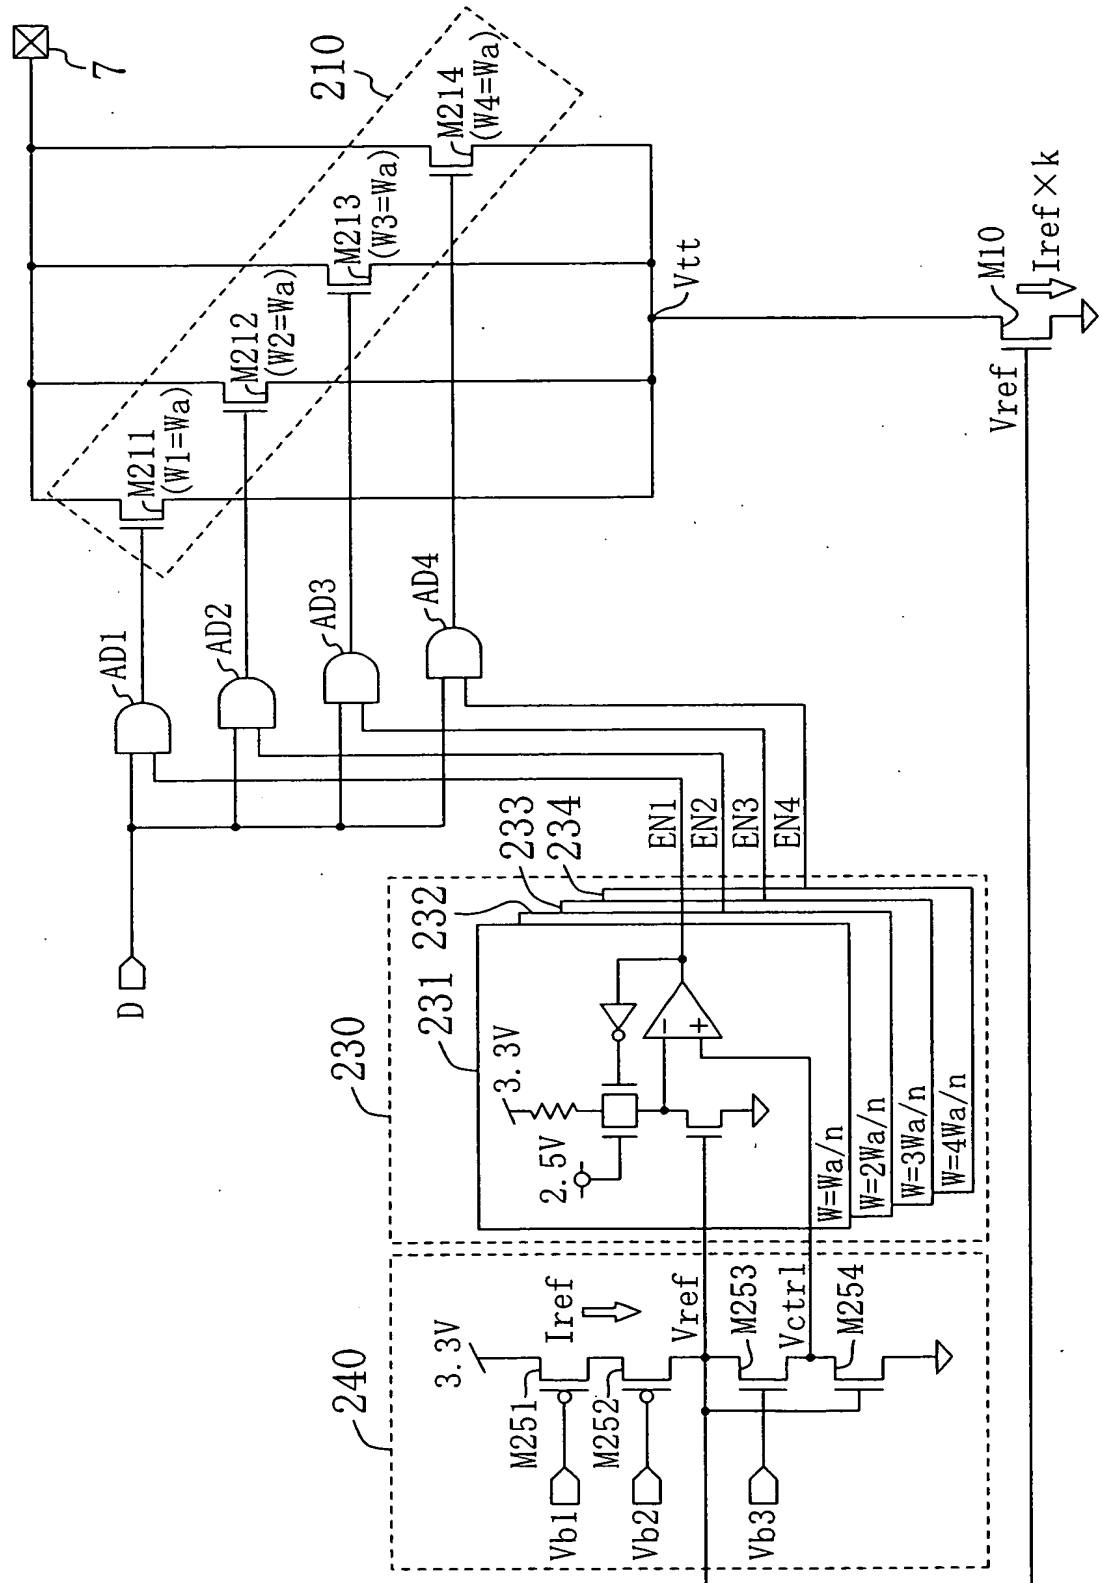 7
210
M211
(W1=Wa)
M212
(W2=Wa)
M213
(W3=Wa)
M214
(W4=Wa)
AD1
AD2
AD3
AD4
D
Vtt
M10
Iref×k
Vref
230
231
232
233
234
EN1
EN2
EN3
EN4
3.3V
2.5V
−
+
W=Wa/n
W=2Wa/n
W=3Wa/n
W=4Wa/n
240
3.3V
Iref
M251
M252
Vref
M253
Vctrl
M254
Vb1
Vb2
Vb3